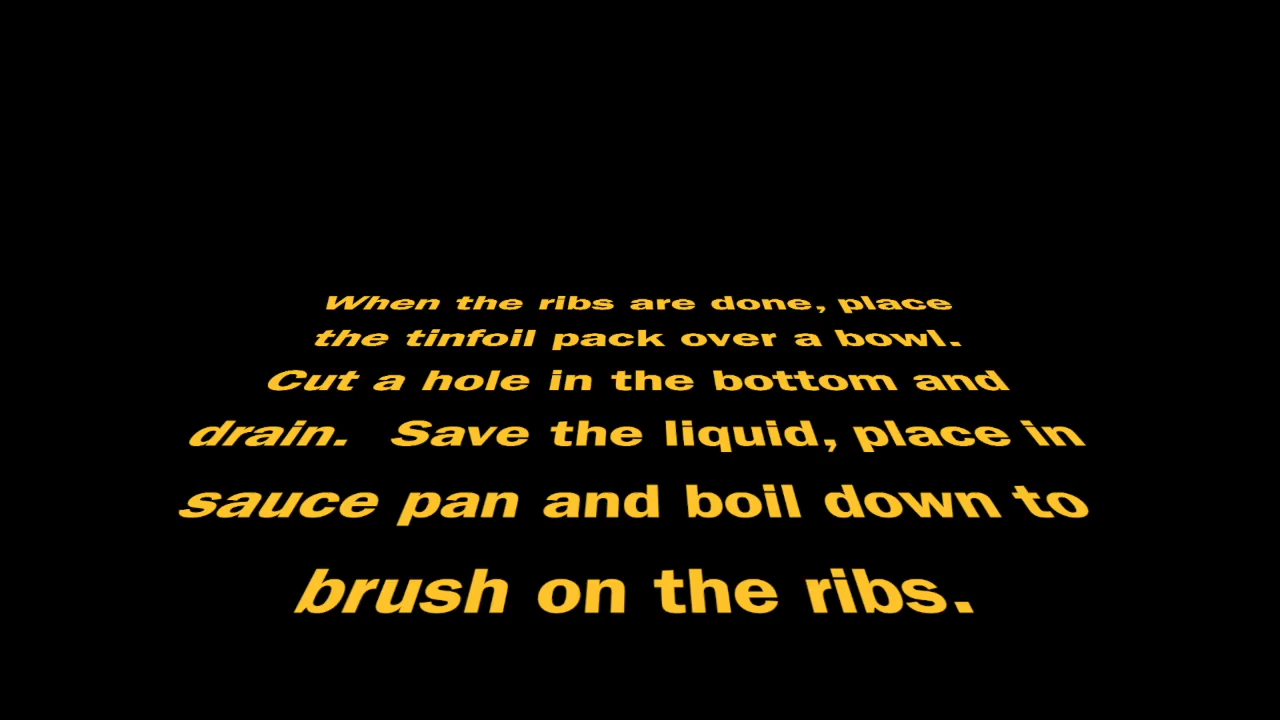 When the ribs are done, place
the tinfoil pack over a bowl.
Cut a hole in the bottom and
drain.  Save the liquid, place in
sauce pan and boil down to
brush on the ribs.